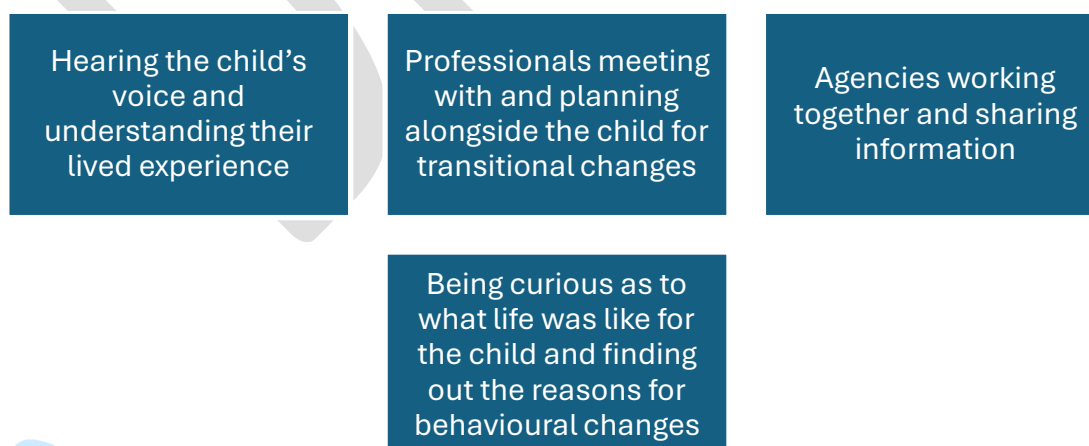 Hearing the child’s
voice and
understanding their
lived experience
Professionals meeting
with and planning
alongside the child for
transitional changes
Agencies working
together and sharing
information
Being curious as to
what life was like for
the child and finding
out the reasons for
behavioural changes